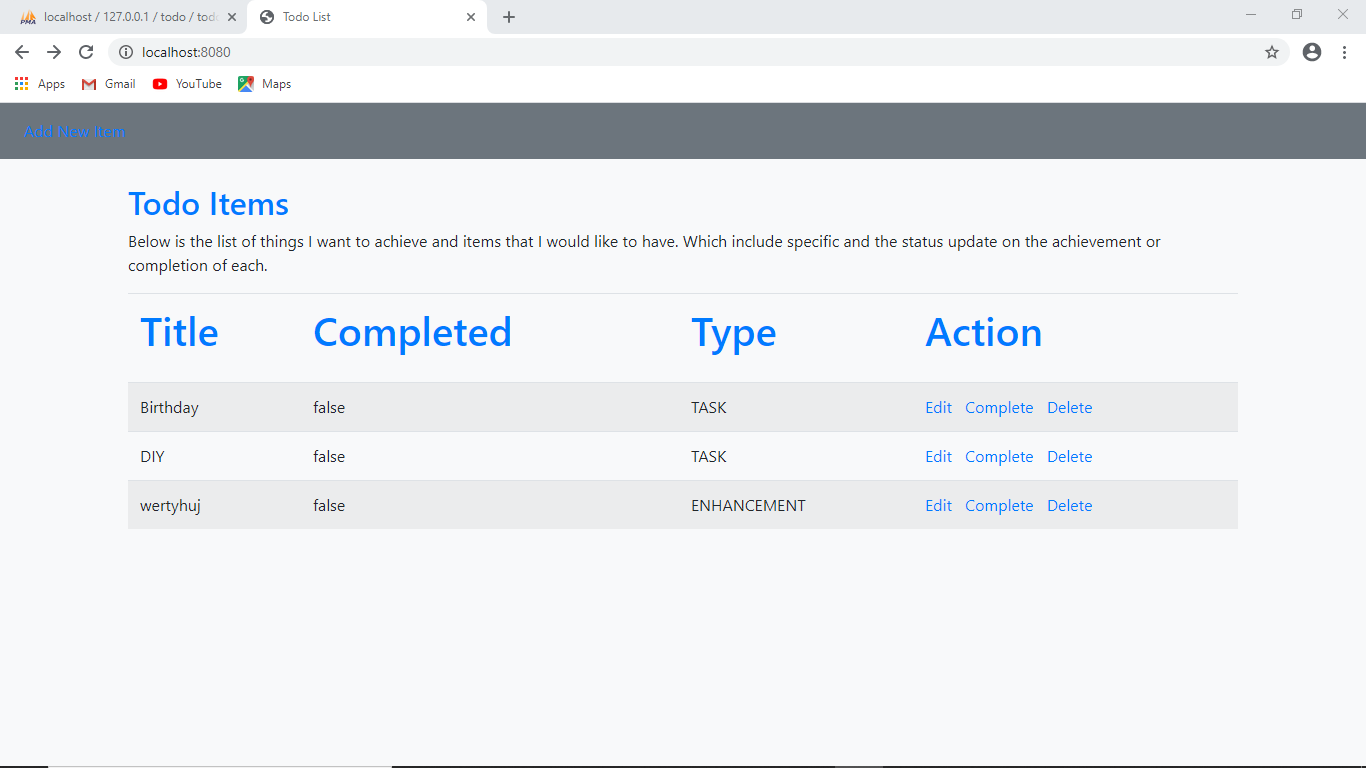 PMA localhost / 127.0.0.1 / todo / tod
Todo List
localhost:8080
Apps Gmail YouTube Maps
Add New Item
Todo Items
Below is the list of things I want to achieve and items that I would like to have. Which include specific and the status update on the achievement or
completion of each.
Title Completed Type Action
Birthday false TASK Edit Complete Delete
DIY false TASK Edit Complete Delete
wertyhuj false ENHANCEMENT Edit Complete Delete